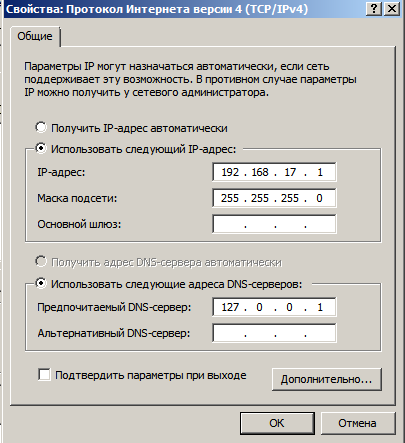 Свойства: Протокол Интернета версии 4 (TCP/IPv4)
Общие
Параметры IP могут назначаться автоматически, если сеть
поддерживает эту возможность. В противном случае параметры
IP можно получить у сетевого администратора.
Получить IP-адрес автоматически
Использовать следующий IP-адрес:
IP-адрес: 192 . 168 . 17 . 1
Маска подсети: 255 . 255 . 255 . 0
Основной шлюз: . . .
Получить адрес DNS-сервера автоматически
Использовать следующие адреса DNS-серверов:
Предпочитаемый DNS-сервер: 127 . 0 . 0 . 1
Альтернативный DNS-сервер: . . .
Подтвердить параметры при выходе
Дополнительно...
OK Отмена